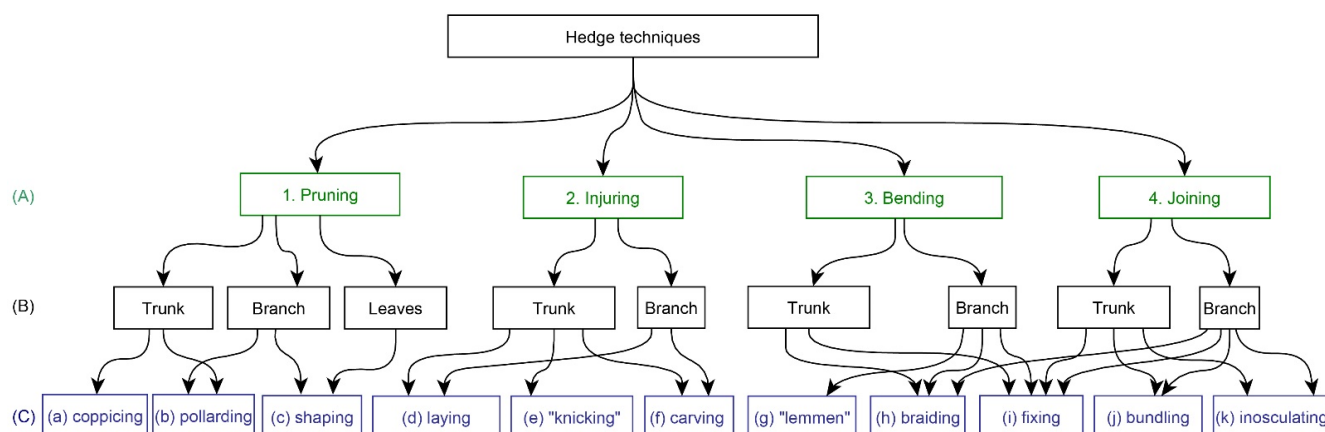 Hedge techniques
(A)
1. Pruning
2. Injuring
3. Bending
4. Joining
(B)
Trunk
Branch
Leaves
Trunk
Branch
Trunk
Branch
Trunk
Branch
(C)
(a) coppicing
(b) pollarding
(c) shaping
(d) laying
(e) "knicking"
(f) carving
(g) "lemmen"
(h) braiding
(i) fixing
(j) bundling
(k) inosculating